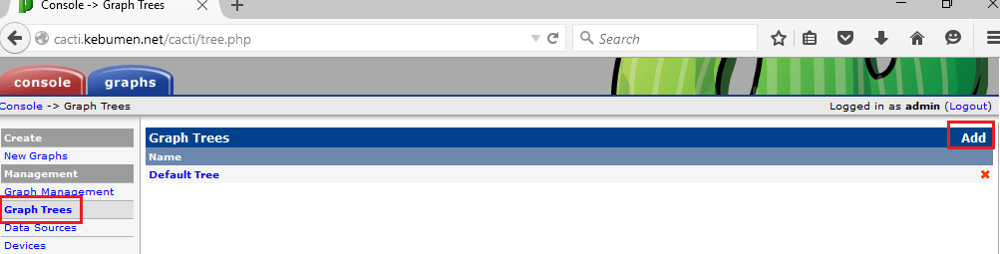 Console -> Graph Trees
cacti.kebumen.net/cacti/tree.php
Search
console
graphs
Console -> Graph Trees
Logged in as admin (Logout)
Create
New Graphs
Management
Graph Management
Graph Trees
Data Sources
Devices
Graph Trees
Add
Name
Default Tree